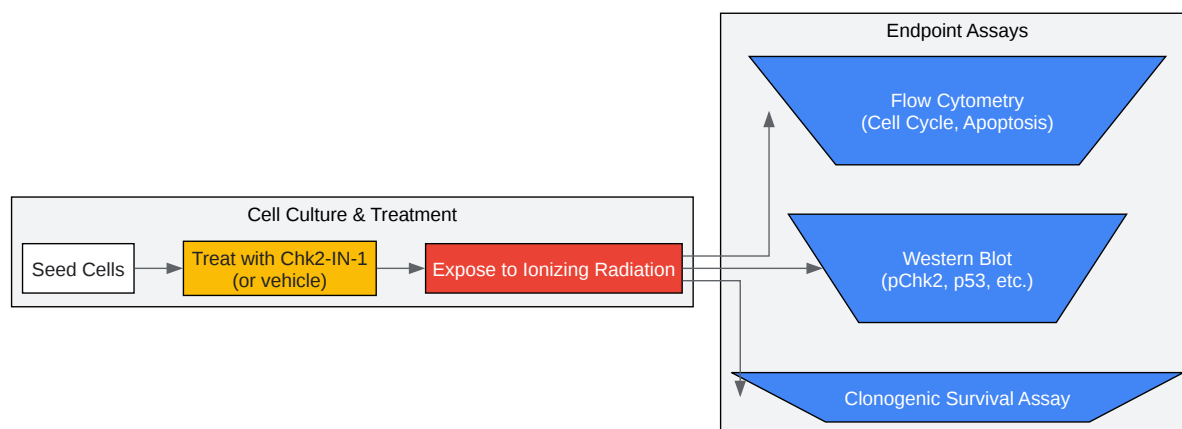 Cell Culture & Treatment
Seed Cells
Treat with Chk2-IN-1
(or vehicle)
Expose to Ionizing Radiation
Endpoint Assays
Flow Cytometry
(Cell Cycle, Apoptosis)
Western Blot
(pChk2, p53, etc.)
Clonogenic Survival Assay